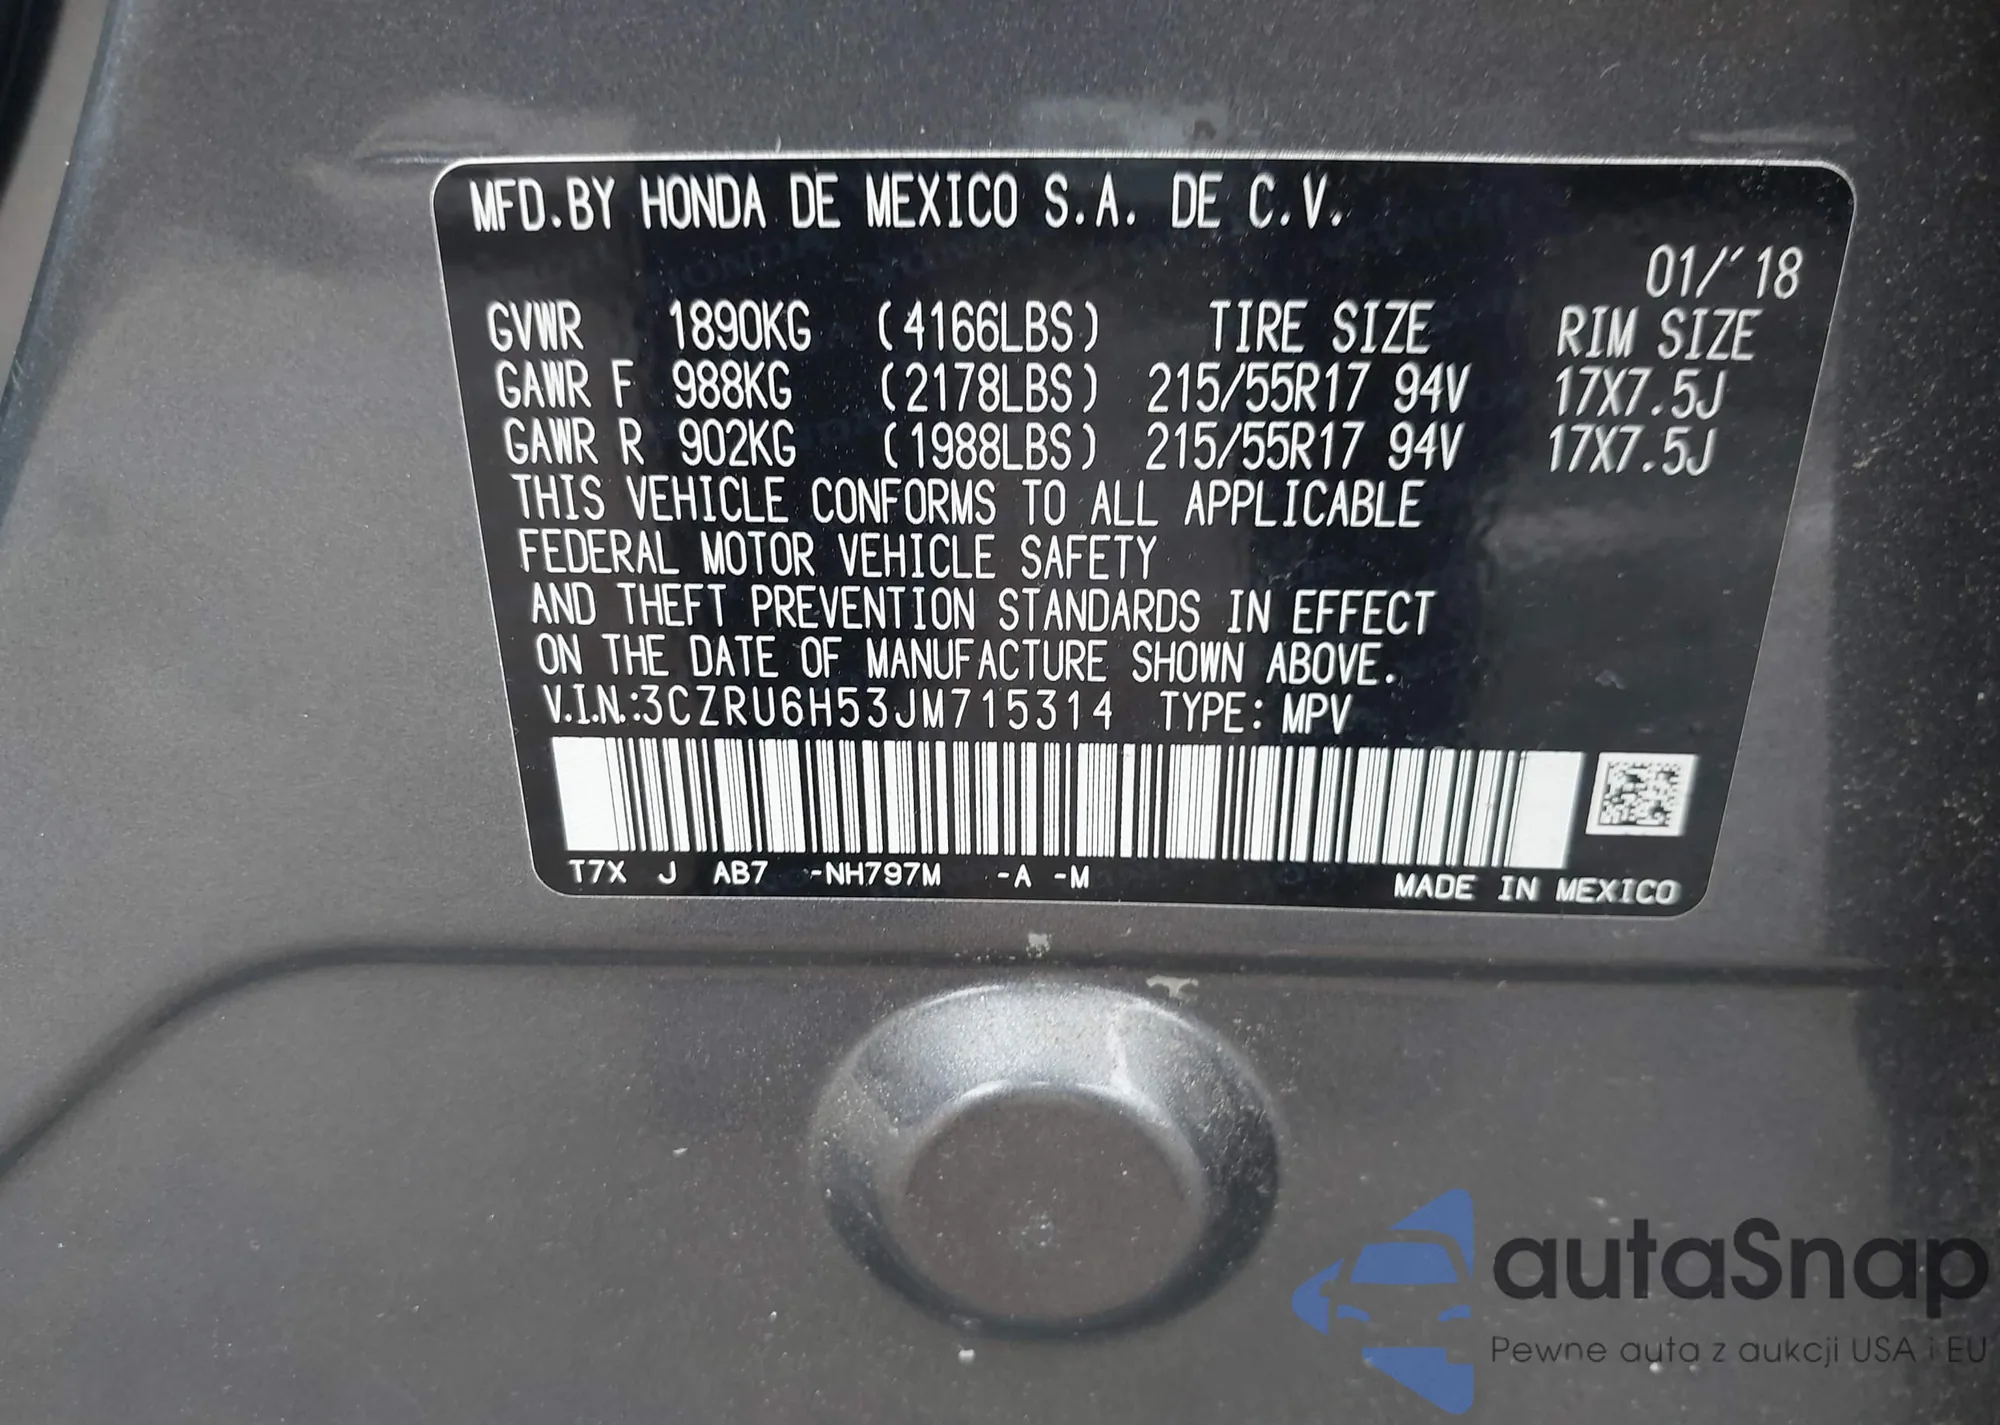 MFD.BY HONDA DE MEXICO S.A. DE C.V.
01/'18
GVWR 1890KG (4166LBS) TIRE SIZE RIM SIZE
GAWR F 988KG (2178LBS) 215/55R17 94V 17X7.5J
GAWR R 902KG (1988LBS) 215/55R17 94V 17X7.5J
THIS VEHICLE CONFORMS TO ALL APPLICABLE
FEDERAL MOTOR VEHICLE SAFETY
AND THEFT PREVENTION STANDARDS IN EFFECT
ON THE DATE OF MANUFACTURE SHOWN ABOVE.
V.I.N.:3CZRU6H53JM715314 TYPE: MPV
T7X J AB7 -NH797M -A -M
MADE IN MEXICO
autaSnap
Pewne auta z aukcji USA i EU